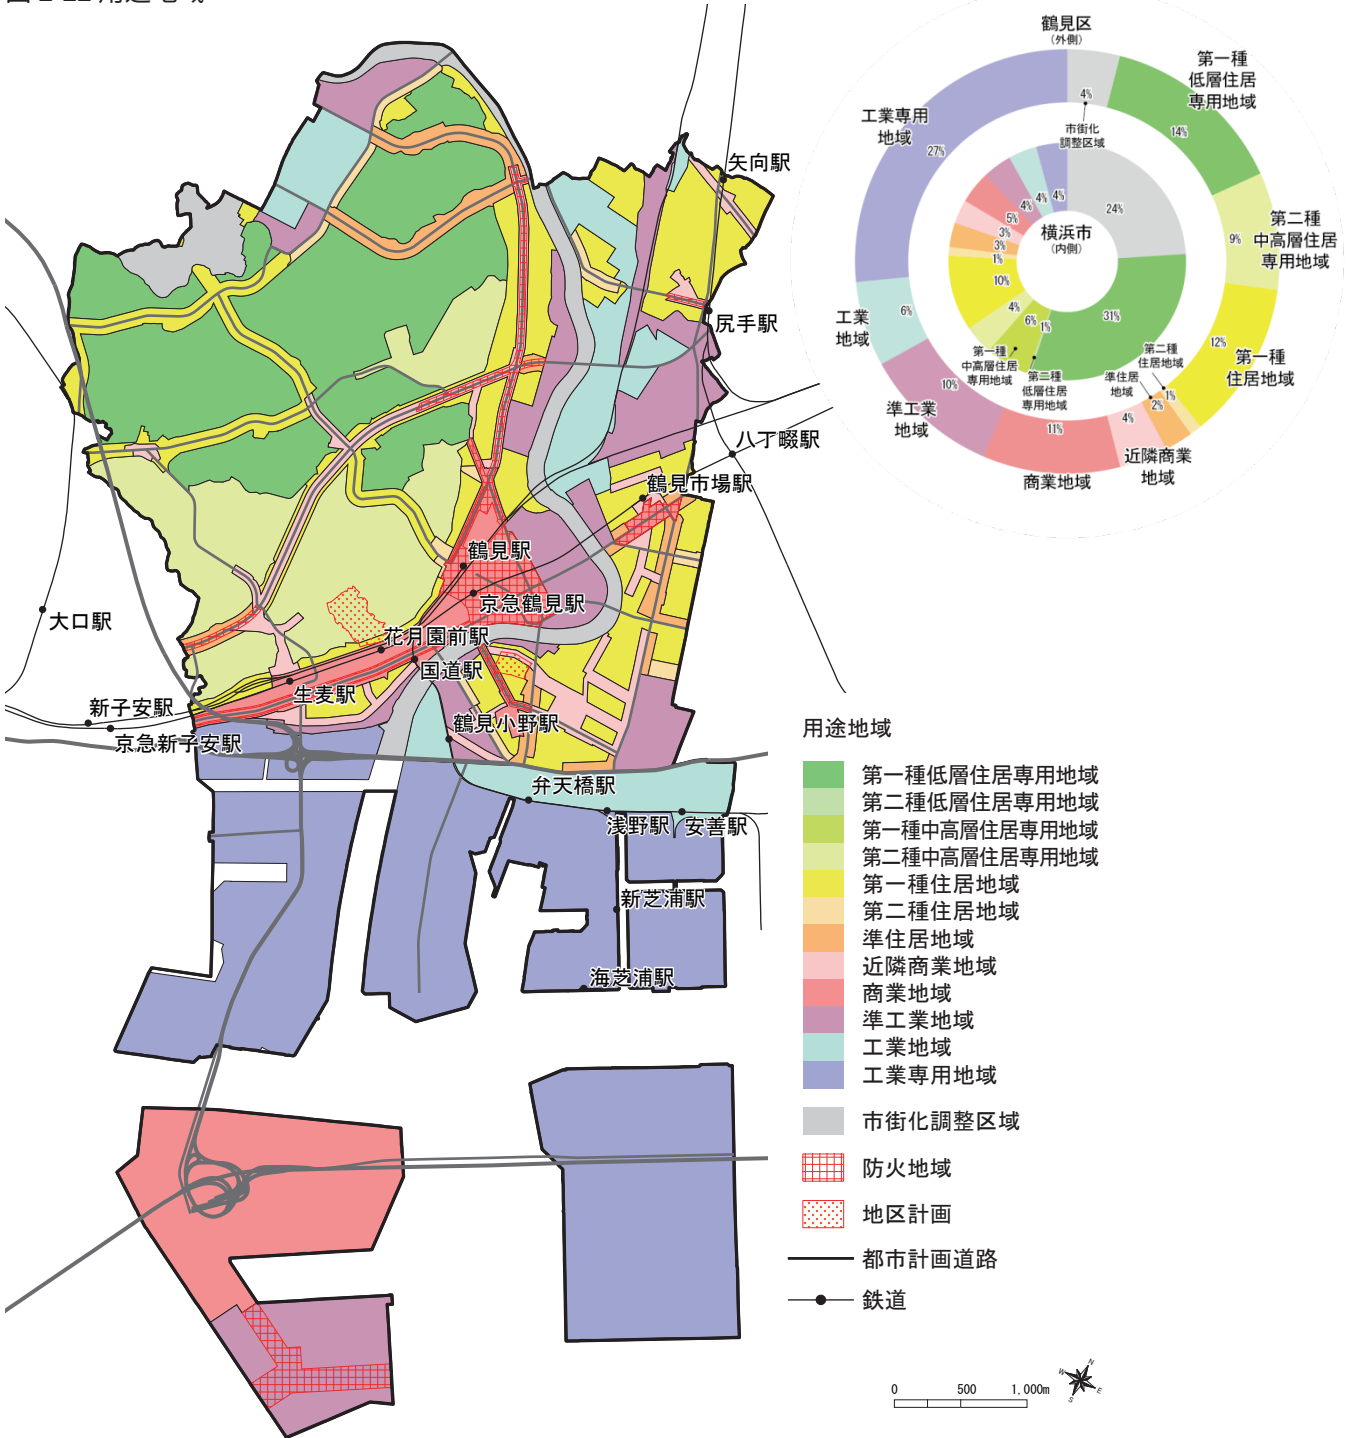 鶴見区
(外側)
第一種
低層住居
専用地域
工業専用
地域
4%
市街化
調整区域
14%
27%
4%
4%
4%
5%
3%
3%
1%
10%
4%
6%
1%
31%
24%
横浜市
(内側)
第二種
中高層住居
専用地域
9%
工業
地域
6%
第一種
中高層住居
専用地域
第二種
低層住居
専用地域
第二種
住居地域
準住居
地域
12%
第一種
住居地域
1%
2%
4%
準工業
地域
10%
11%
商業地域
近隣商業
地域
矢向駅
尻手駅
八丁畷駅
鶴見市場駅
鶴見駅
京急鶴見駅
花月園前駅
国道駅
大口駅
生麦駅
新子安駅
京急新子安駅
鶴見小野駅
弁天橋駅
浅野駅
安善駅
新芝浦駅
海芝浦駅
用途地域
第一種低層住居専用地域
第二種低層住居専用地域
第一種中高層住居専用地域
第二種中高層住居専用地域
第一種住居地域
第二種住居地域
準住居地域
近隣商業地域
商業地域
準工業地域
工業地域
工業専用地域
市街化調整区域
防火地域
地区計画
都市計画道路
鉄道
N
W
E
S
0 500 1,000m